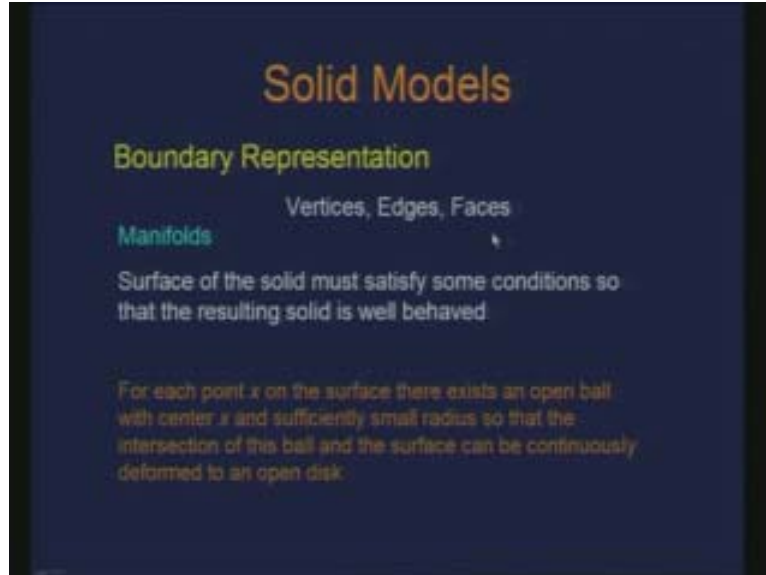 Solid Models
Boundary Representation
Vertices, Edges, Faces
Manifolds
Surface of the solid must satisfy some conditions so
that the resulting solid is well behaved
For each point x on the surface there exists an open ball
with center x and sufficiently small radius so that the
intersection of this ball and the surface can be continuously
deformed to an open disk